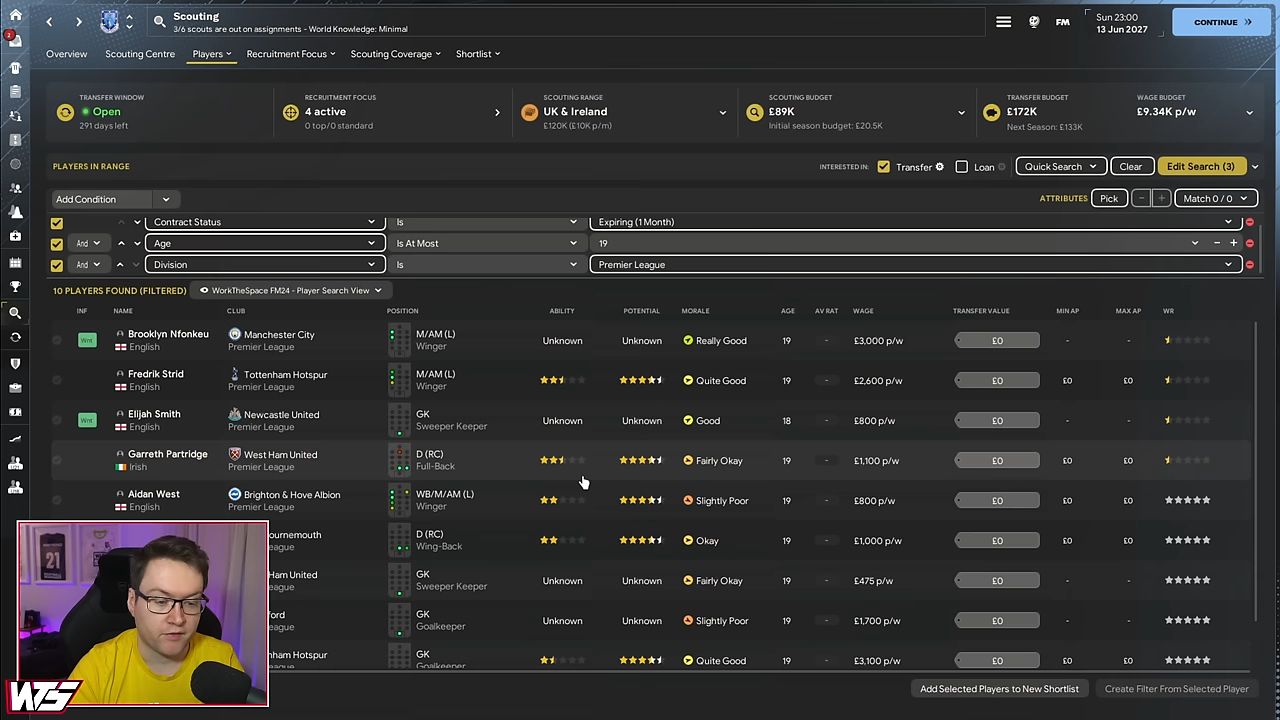 Scouting
3/6 scouts are out on assignments - World Knowledge: Minimal
FM
Sun 23:00
13 Jun 2027
CONTINUE
2
Overview
Scouting Centre
Players
Recruitment Focus
Scouting Coverage
Shortlist
TRANSFER WINDOW
Open
291 days left
RECRUITMENT FOCUS
4 active
0 top/0 standard
SCOUTING RANGE
UK & Ireland
£120K (£10K p/m)
SCOUTING BUDGET
£89K
Initial season budget: £20.5K
TRANSFER BUDGET
£172K
Next Season: £133K
WAGE BUDGET
£9.34K p/w
PLAYERS IN RANGE
INTERESTED IN:
Transfer
Loan
Quick Search
Clear
Edit Search (3)
Add Condition
ATTRIBUTES
Pick
Match 0 / 0
Contract Status Is Expiring (1 Month)
And Age Is At Most 19
And Division Is Premier League
10 PLAYERS FOUND (FILTERED)
WorkTheSpace FM24 - Player Search View
INF NAME CLUB POSITION ABILITY POTENTIAL MORALE AGE AV RAT WAGE TRANSFER VALUE MIN AP MAX AP WR
Wnt Brooklyn Nfonkeu Manchester City M/AM (L) Unknown Unknown Really Good 19 - £3,000 p/w £0 - -
English Premier League Winger
Fredrik Strid Tottenham Hotspur M/AM (L) Quite Good 19 - £2,600 p/w £0 £0 £0
English Premier League Winger
Wnt Elijah Smith Newcastle United GK Unknown Unknown Good 18 - £800 p/w £0 - -
English Premier League Sweeper Keeper
Garreth Partridge West Ham United D (RC) Fairly Okay 19 - £1,100 p/w £0 £0 £0
Irish Premier League Full-Back
Aidan West Brighton & Hove Albion WB/M/AM (L) Slightly Poor 19 - £800 p/w £0 £0 £0
English Premier League Winger
ournemouth D (RC) Okay 19 - £1,000 p/w £0 £0 £0
eague Wing-Back
m United GK Unknown Unknown Fairly Okay 19 - £475 p/w £0 - -
eague Sweeper Keeper
ford GK Unknown Unknown Slightly Poor 19 - £1,700 p/w £0 - -
eague Goalkeeper
nham Hotspur GK Quite Good 19 - £3,100 p/w £0 £0 £0
eague Goalkeeper
21
WTS
Add Selected Players to New Shortlist
Create Filter From Selected Player